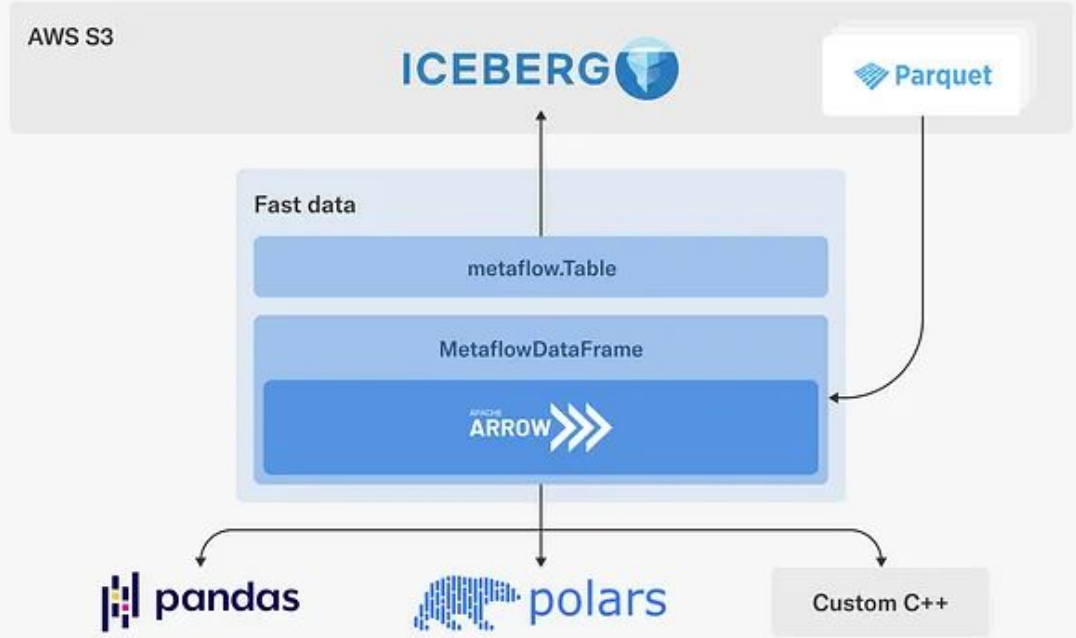 AWS S3
ICEBERG
Parquet
Fast data
metaflow.Table
MetaflowDataFrame
APACHE
ARROW
pandas
polars
Custom C++